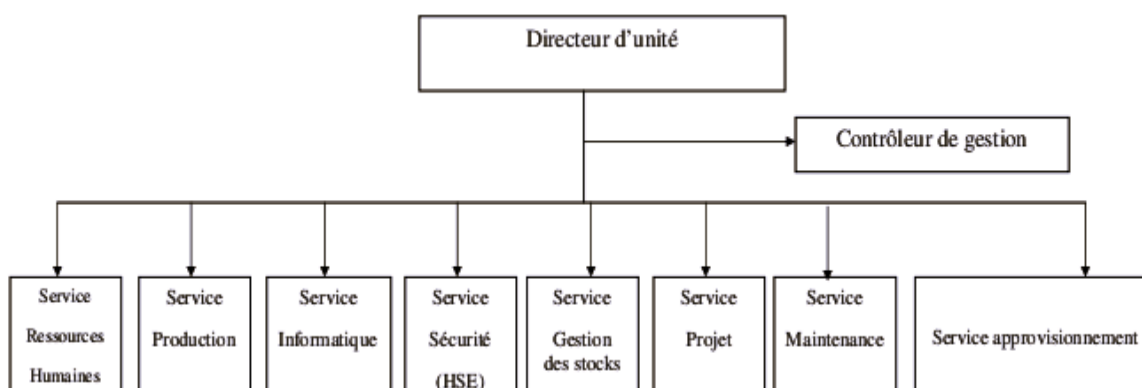 Directeur d'unité
Contrôleur de gestion
Service
Ressources
Humaines
Service
Production
Service
Informatique
Service
Sécurité
(HSE)
Service
Gestion
des stocks
Service
Projet
Service
Maintenance
Service approvisionnement